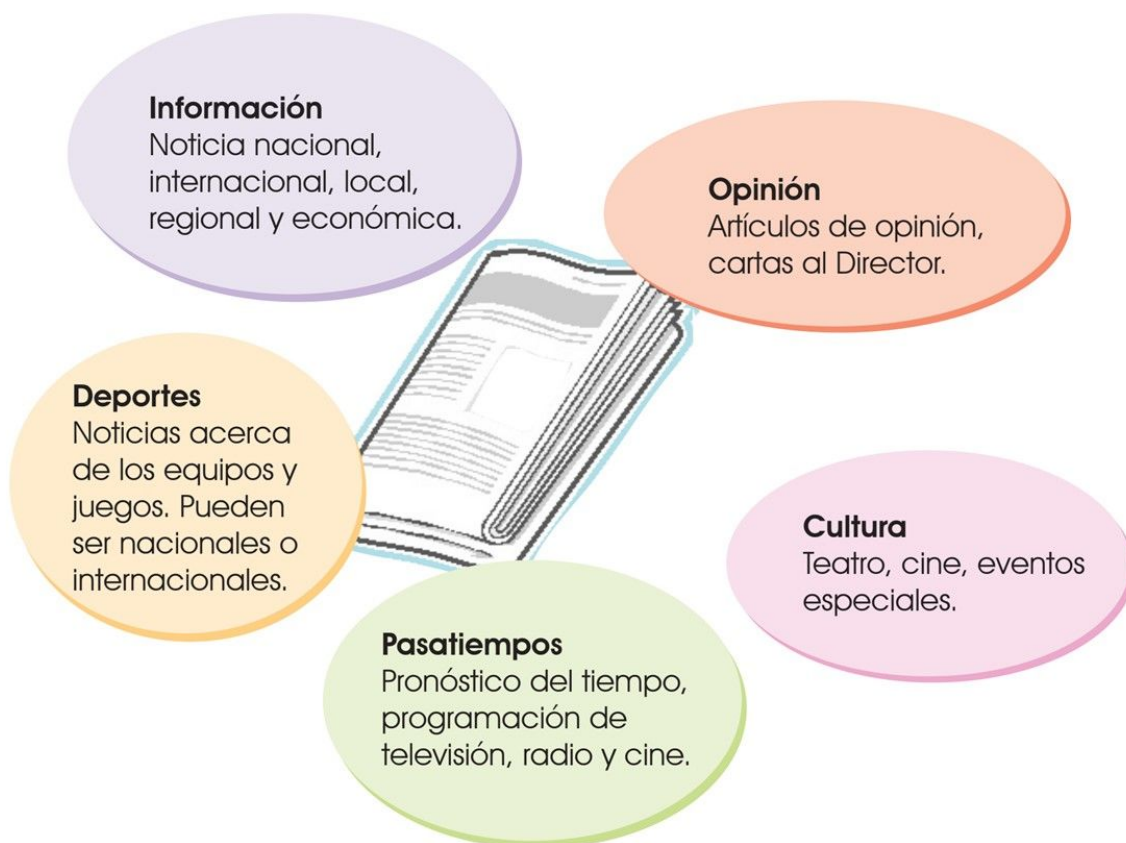 Información
Noticia nacional,
internacional, local,
regional y económica.
Opinión
Artículos de opinión,
cartas al Director.
Deportes
Noticias acerca
de los equipos y
juegos. Pueden
ser nacionales o
internacionales.
Cultura
Teatro, cine, eventos
especiales.
Pasatiempos
Pronóstico del tiempo,
programación de
televisión, radio y cine.